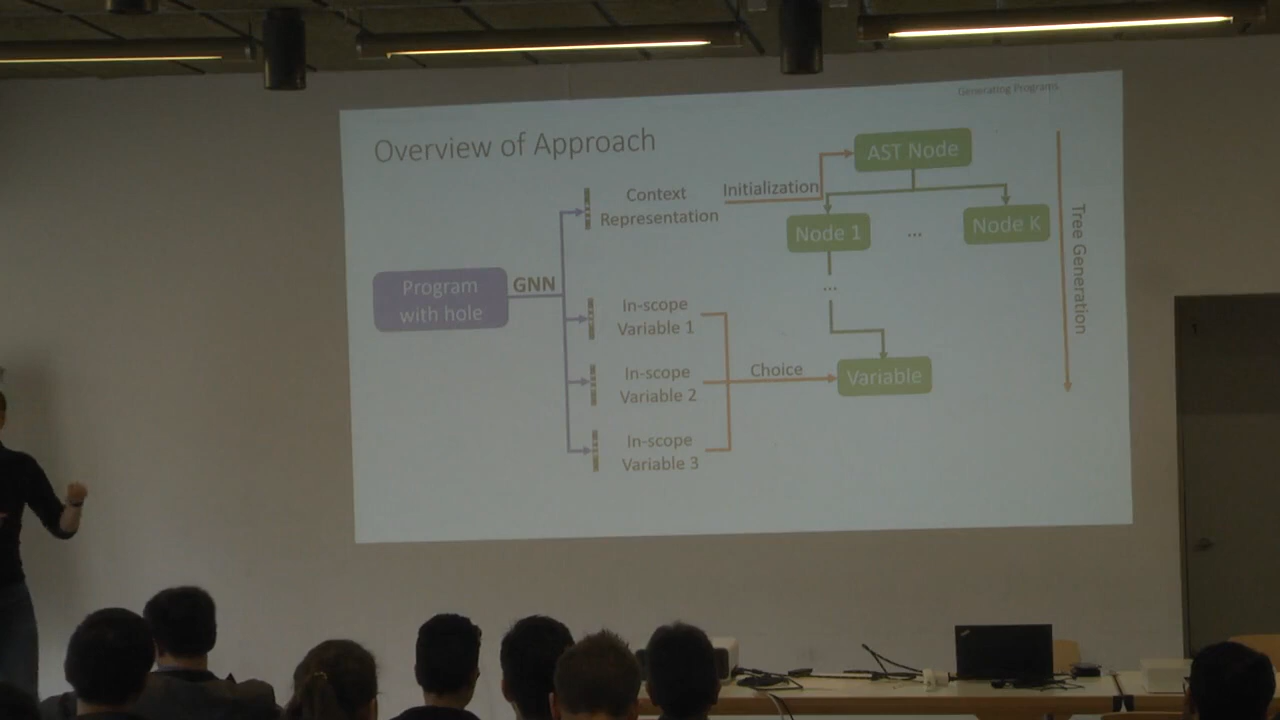 Generating Programs
Overview of Approach
AST Node
Context
Representation
Initialization
Node 1
...
Node K
Tree Generation
Program
with hole
GNN
...
In-scope
Variable 1
In-scope
Variable 2
Choice
Variable
In-scope
Variable 3